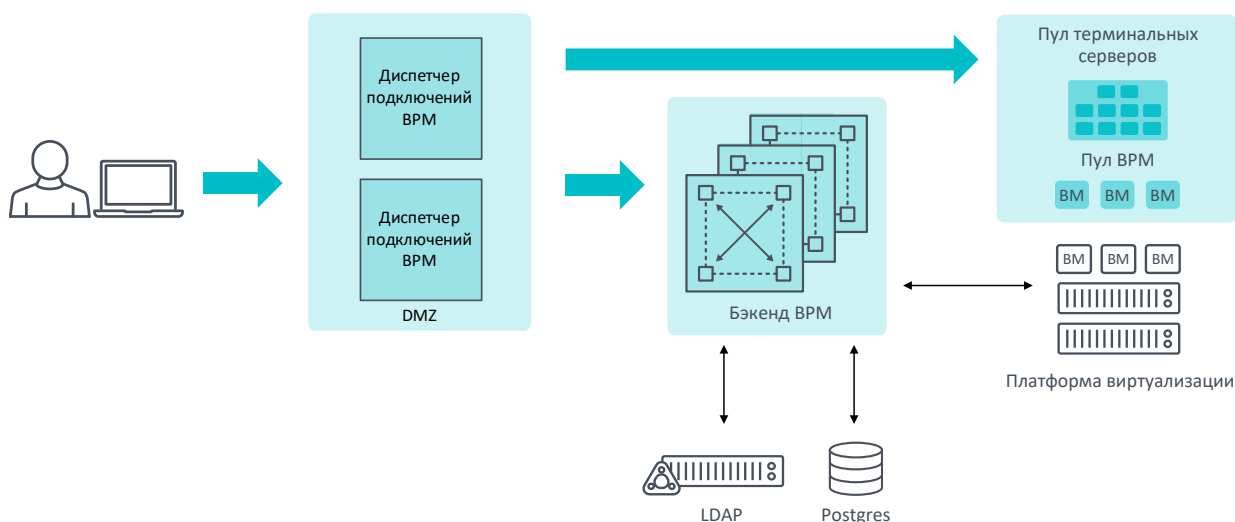 Диспетчер
подключений
ВРМ
Диспетчер
подключений
ВРМ
DMZ
Бэкенд ВРМ
Пул терминальных
серверов
Пул ВРМ
ВМ ВМ ВМ
ВМ ВМ ВМ
Платформа виртуализации
LDAP
Postgres